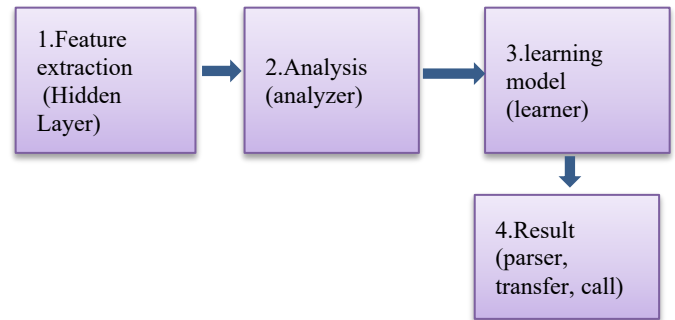 1.Feature
extraction
(Hidden
Layer)
2.Analysis
(analyzer)
3.learning
model
(learner)
4.Result
(parser,
transfer, call)